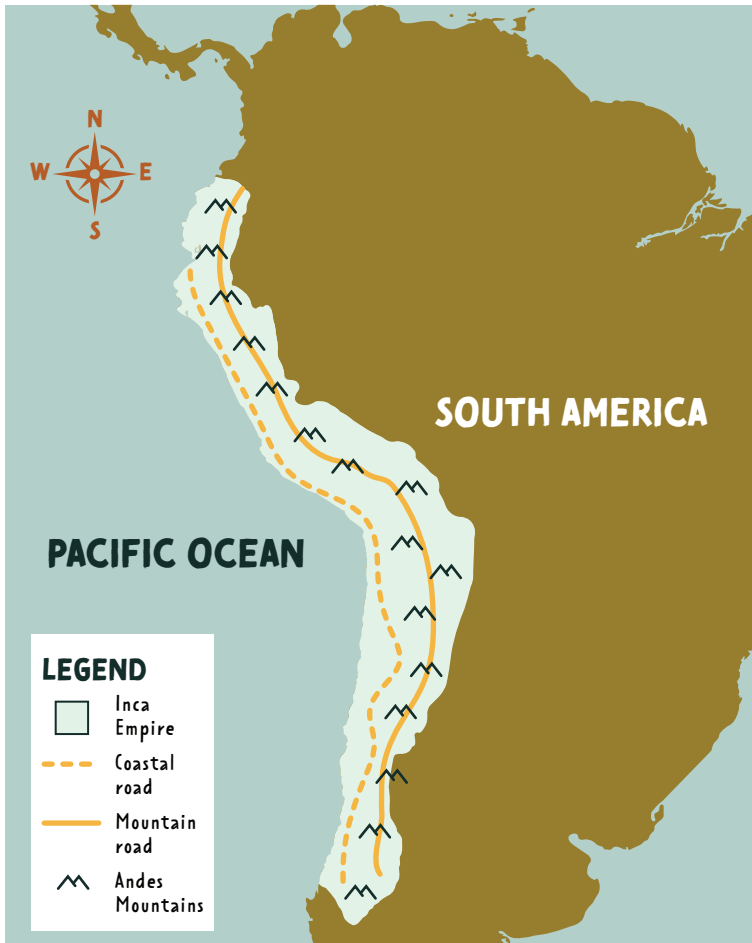 N
W E
S
SOUTH AMERICA
PACIFIC OCEAN
LEGEND
Inca
Empire
Coastal
road
Mountain
road
Andes
Mountains